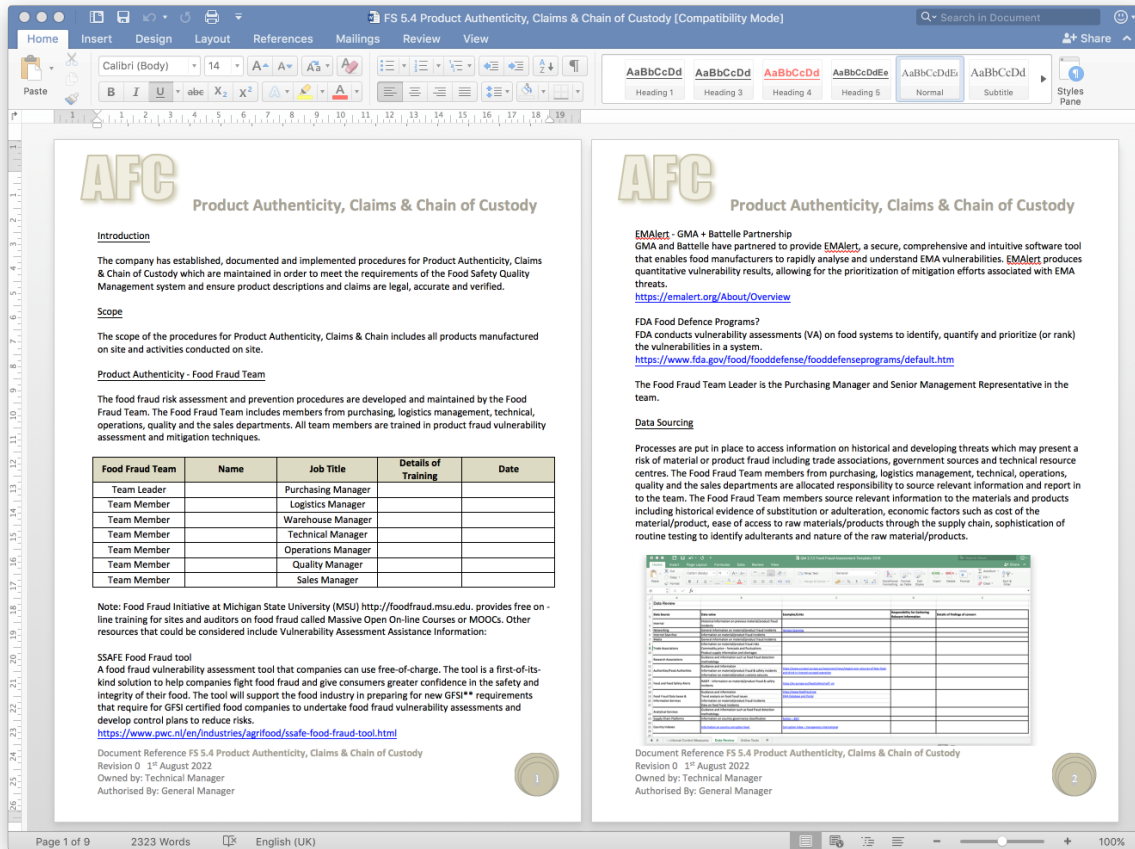 FS 5.4 Product Authenticity, Claims & Chain of Custody [Compatibility Mode]
Search in Document
Home Insert Design Layout References Mailings Review View
Share
Paste
Calibri (Body) 14
AaBbCcDd AaBbCcDd AaBbCcDd AaBbCcDdEe AaBbCcDdE AaBbCcDd
Heading 1 Heading 3 Heading 4 Heading 5 Normal Subtitle
Styles
Pane
AFC
Product Authenticity, Claims & Chain of Custody
Introduction
The company has established, documented and implemented procedures for Product Authenticity, Claims
& Chain of Custody which are maintained in order to meet the requirements of the Food Safety Quality
Management system and ensure product descriptions and claims are legal, accurate and verified.
Scope
The scope of the procedures for Product Authenticity, Claims & Chain includes all products manufactured
on site and activities conducted on site.
Product Authenticity - Food Fraud Team
The food fraud risk assessment and prevention procedures are developed and maintained by the Food
Fraud Team. The Food Fraud Team includes members from purchasing, logistics management, technical,
operations, quality and the sales departments. All team members are trained in product fraud vulnerability
assessment and mitigation techniques.
Food Fraud Team Name Job Title Details of Training Date
Team Leader Purchasing Manager
Team Member Logistics Manager
Team Member Warehouse Manager
Team Member Technical Manager
Team Member Operations Manager
Team Member Quality Manager
Team Member Sales Manager
Note: Food Fraud Initiative at Michigan State University (MSU) http://foodfraud.msu.edu. provides free on -
line training for sites and auditors on food fraud called Massive Open On-line Courses or MOOCs. Other
resources that could be considered include Vulnerability Assessment Assistance Information:
SSAFE Food Fraud tool
A food fraud vulnerability assessment tool that companies can use free-of-charge. The tool is a first-of-its-
kind solution to help companies fight food fraud and give consumers greater confidence in the safety and
integrity of their food. The tool will support the food industry in preparing for new GFSI** requirements
that require for GFSI certified food companies to undertake food fraud vulnerability assessments and
develop control plans to reduce risks.
https://www.pwc.nl/en/industries/agrifood/ssafe-food-fraud-tool.html
Document Reference FS 5.4 Product Authenticity, Claims & Chain of Custody
Revision 0 1st August 2022
Owned by: Technical Manager
Authorised By: General Manager
1
AFC
Product Authenticity, Claims & Chain of Custody
EMAlert - GMA + Battelle Partnership
GMA and Battelle have partnered to provide EMAlert, a secure, comprehensive and intuitive software tool
that enables food manufacturers to rapidly analyse and understand EMA vulnerabilities. EMAlert produces
quantitative vulnerability results, allowing for the prioritization of mitigation efforts associated with EMA
threats.
https://emalert.org/About/Overview
FDA Food Defence Programs?
FDA conducts vulnerability assessments (VA) on food systems to identify, quantify and prioritize (or rank)
the vulnerabilities in a system.
https://www.fda.gov/food/fooddefense/fooddefenseprograms/default.htm
The Food Fraud Team Leader is the Purchasing Manager and Senior Management Representative in the
team.
Data Sourcing
Processes are put in place to access information on historical and developing threats which may present a
risk of material or product fraud including trade associations, government sources and technical resource
centres. The Food Fraud Team members from purchasing, logistics management, technical, operations,
quality and the sales departments are allocated responsibility to source relevant information and report in
to the team. The Food Fraud Team members source relevant information to the materials and products
including historical evidence of substitution or adulteration, economic factors such as cost of the
material/product, ease of access to raw materials/products through the supply chain, sophistication of
routine testing to identify adulterants and nature of the raw material/products.
Data Review
Document Reference FS 5.4 Product Authenticity, Claims & Chain of Custody
Revision 0 1st August 2022
Owned by: Technical Manager
Authorised By: General Manager
2
Page 1 of 9 2323 Words English (UK) 100%